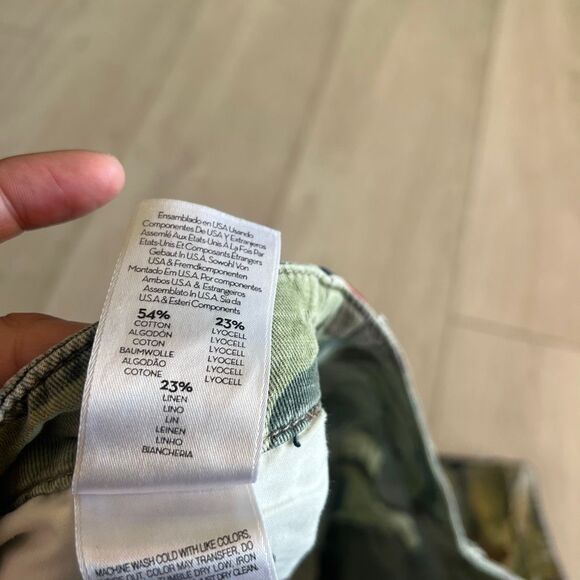 Ensamblado en USA Usando
Componentes De USA Y Extranjeros
Assemblé Aux Etats-Unis À La Fois Par
Etats-Unis Et Composants Étrangers
Gebaut In U.S.A. Sowohl Von
USA & Fremdkomponenten
Montado Em U.S.A. Por Componentes
Ambos U.S.A & Estrangeiros
Assemblato In U.S.A. Sia da
U.S.A & Esteri Components
54%
COTTON
ALGODÓN
COTON
BAUMWOLLE
ALGODÃO
COTONE
23%
LYOCELL
LYOCELL
LYOCELL
LYOCELL
LYOCELL
23%
LINEN
LINO
LIN
LEINEN
LINHO
BIANCHERIA
MACHINE WASH COLD WITH LIKE COLORS,
OUT. COLOR MAY TRANSFER, DO
DRY LOW, IRON
DRY CLEAN.